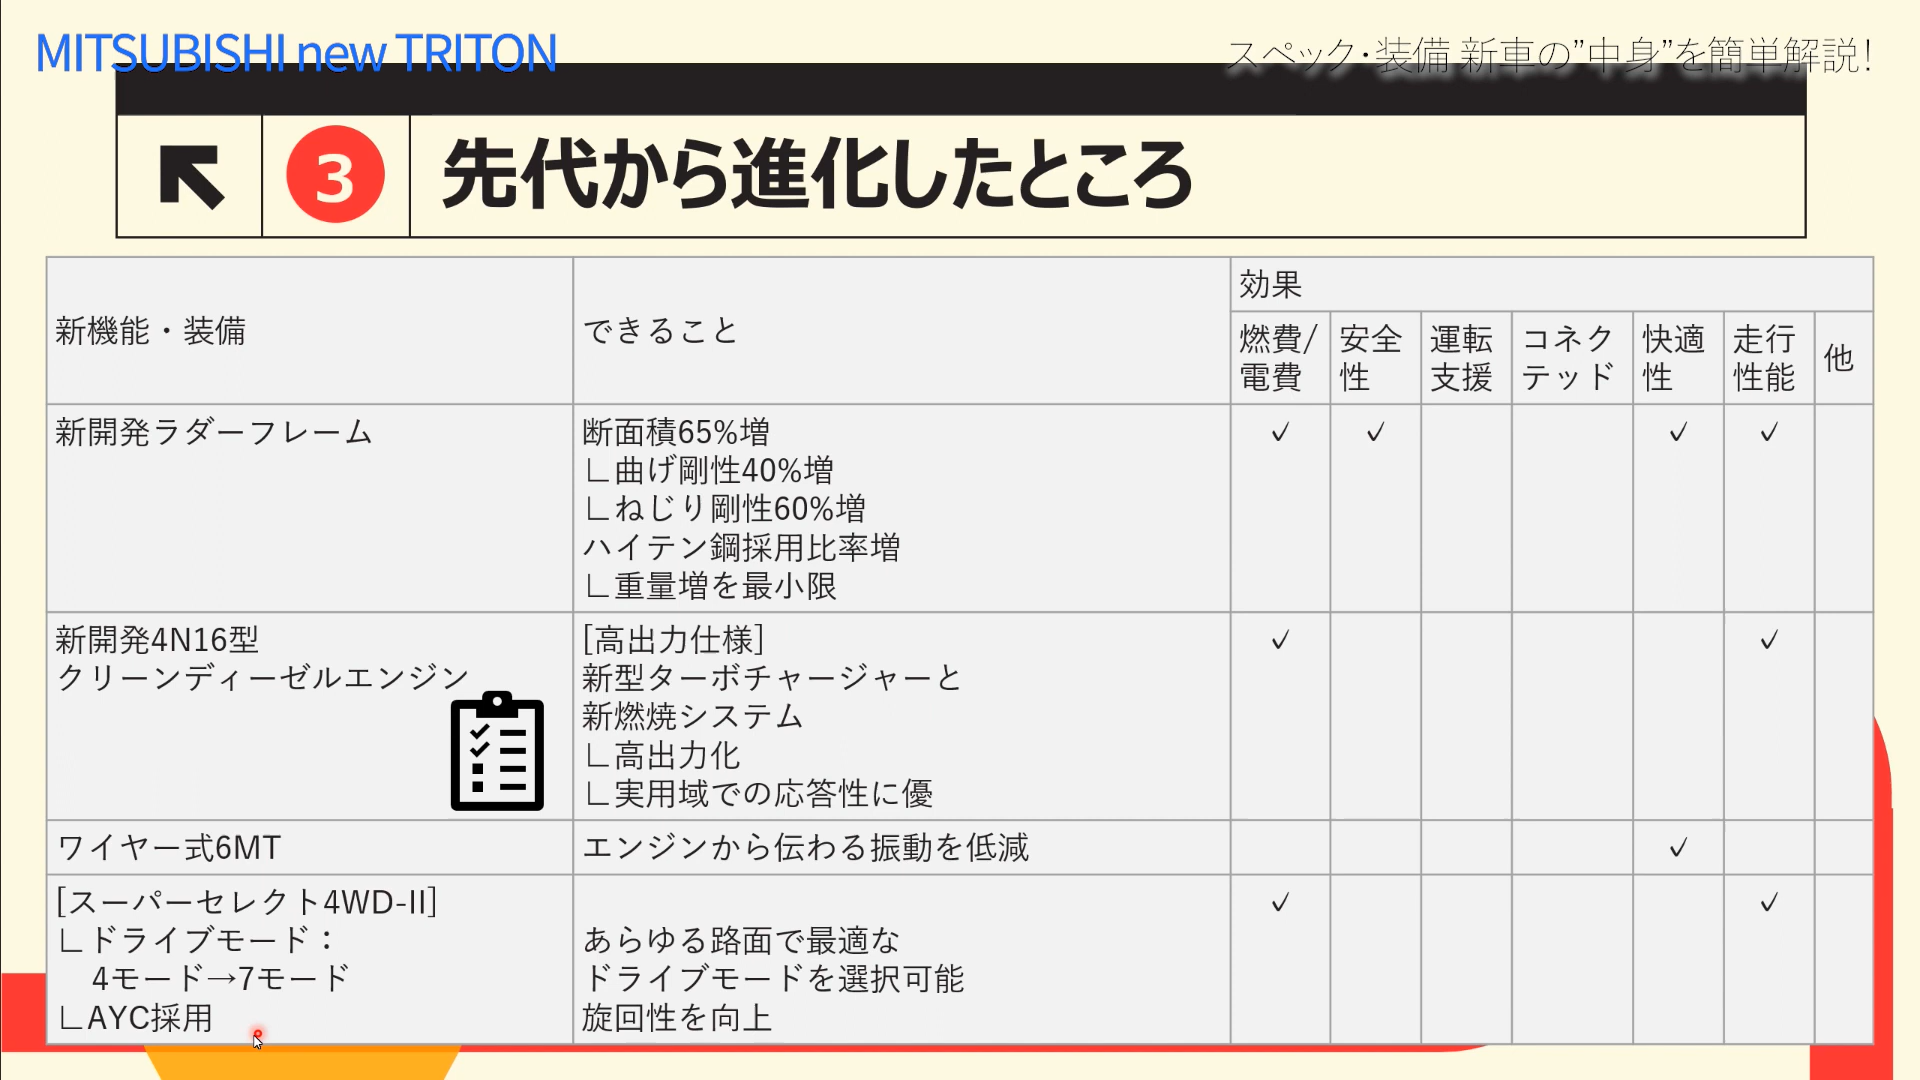 MITSUBISHI new TRITON
スペック・装備 新車の”中身”を簡単解説！
3
先代から進化したところ
新機能・装備
できること
効果
燃費/
電費
安全
性
運転
支援
コネク
テッド
快適
性
走行
性能
他
新開発ラダーフレーム
断面積65%増
∟曲げ剛性40%増
∟ねじり剛性60%増
ハイテン鋼採用比率増
∟重量増を最小限
✓ ✓ ✓ ✓
新開発4N16型
クリーンディーゼルエンジン
[高出力仕様]
新型ターボチャージャーと
新燃焼システム
∟高出力化
∟実用域での応答性に優
✓ ✓
ワイヤー式6MT
エンジンから伝わる振動を低減
✓
[スーパーセレクト4WD-II]
∟ドライブモード：
4モード→7モード
∟AYC採用
あらゆる路面で最適な
ドライブモードを選択可能
旋回性を向上
✓ ✓